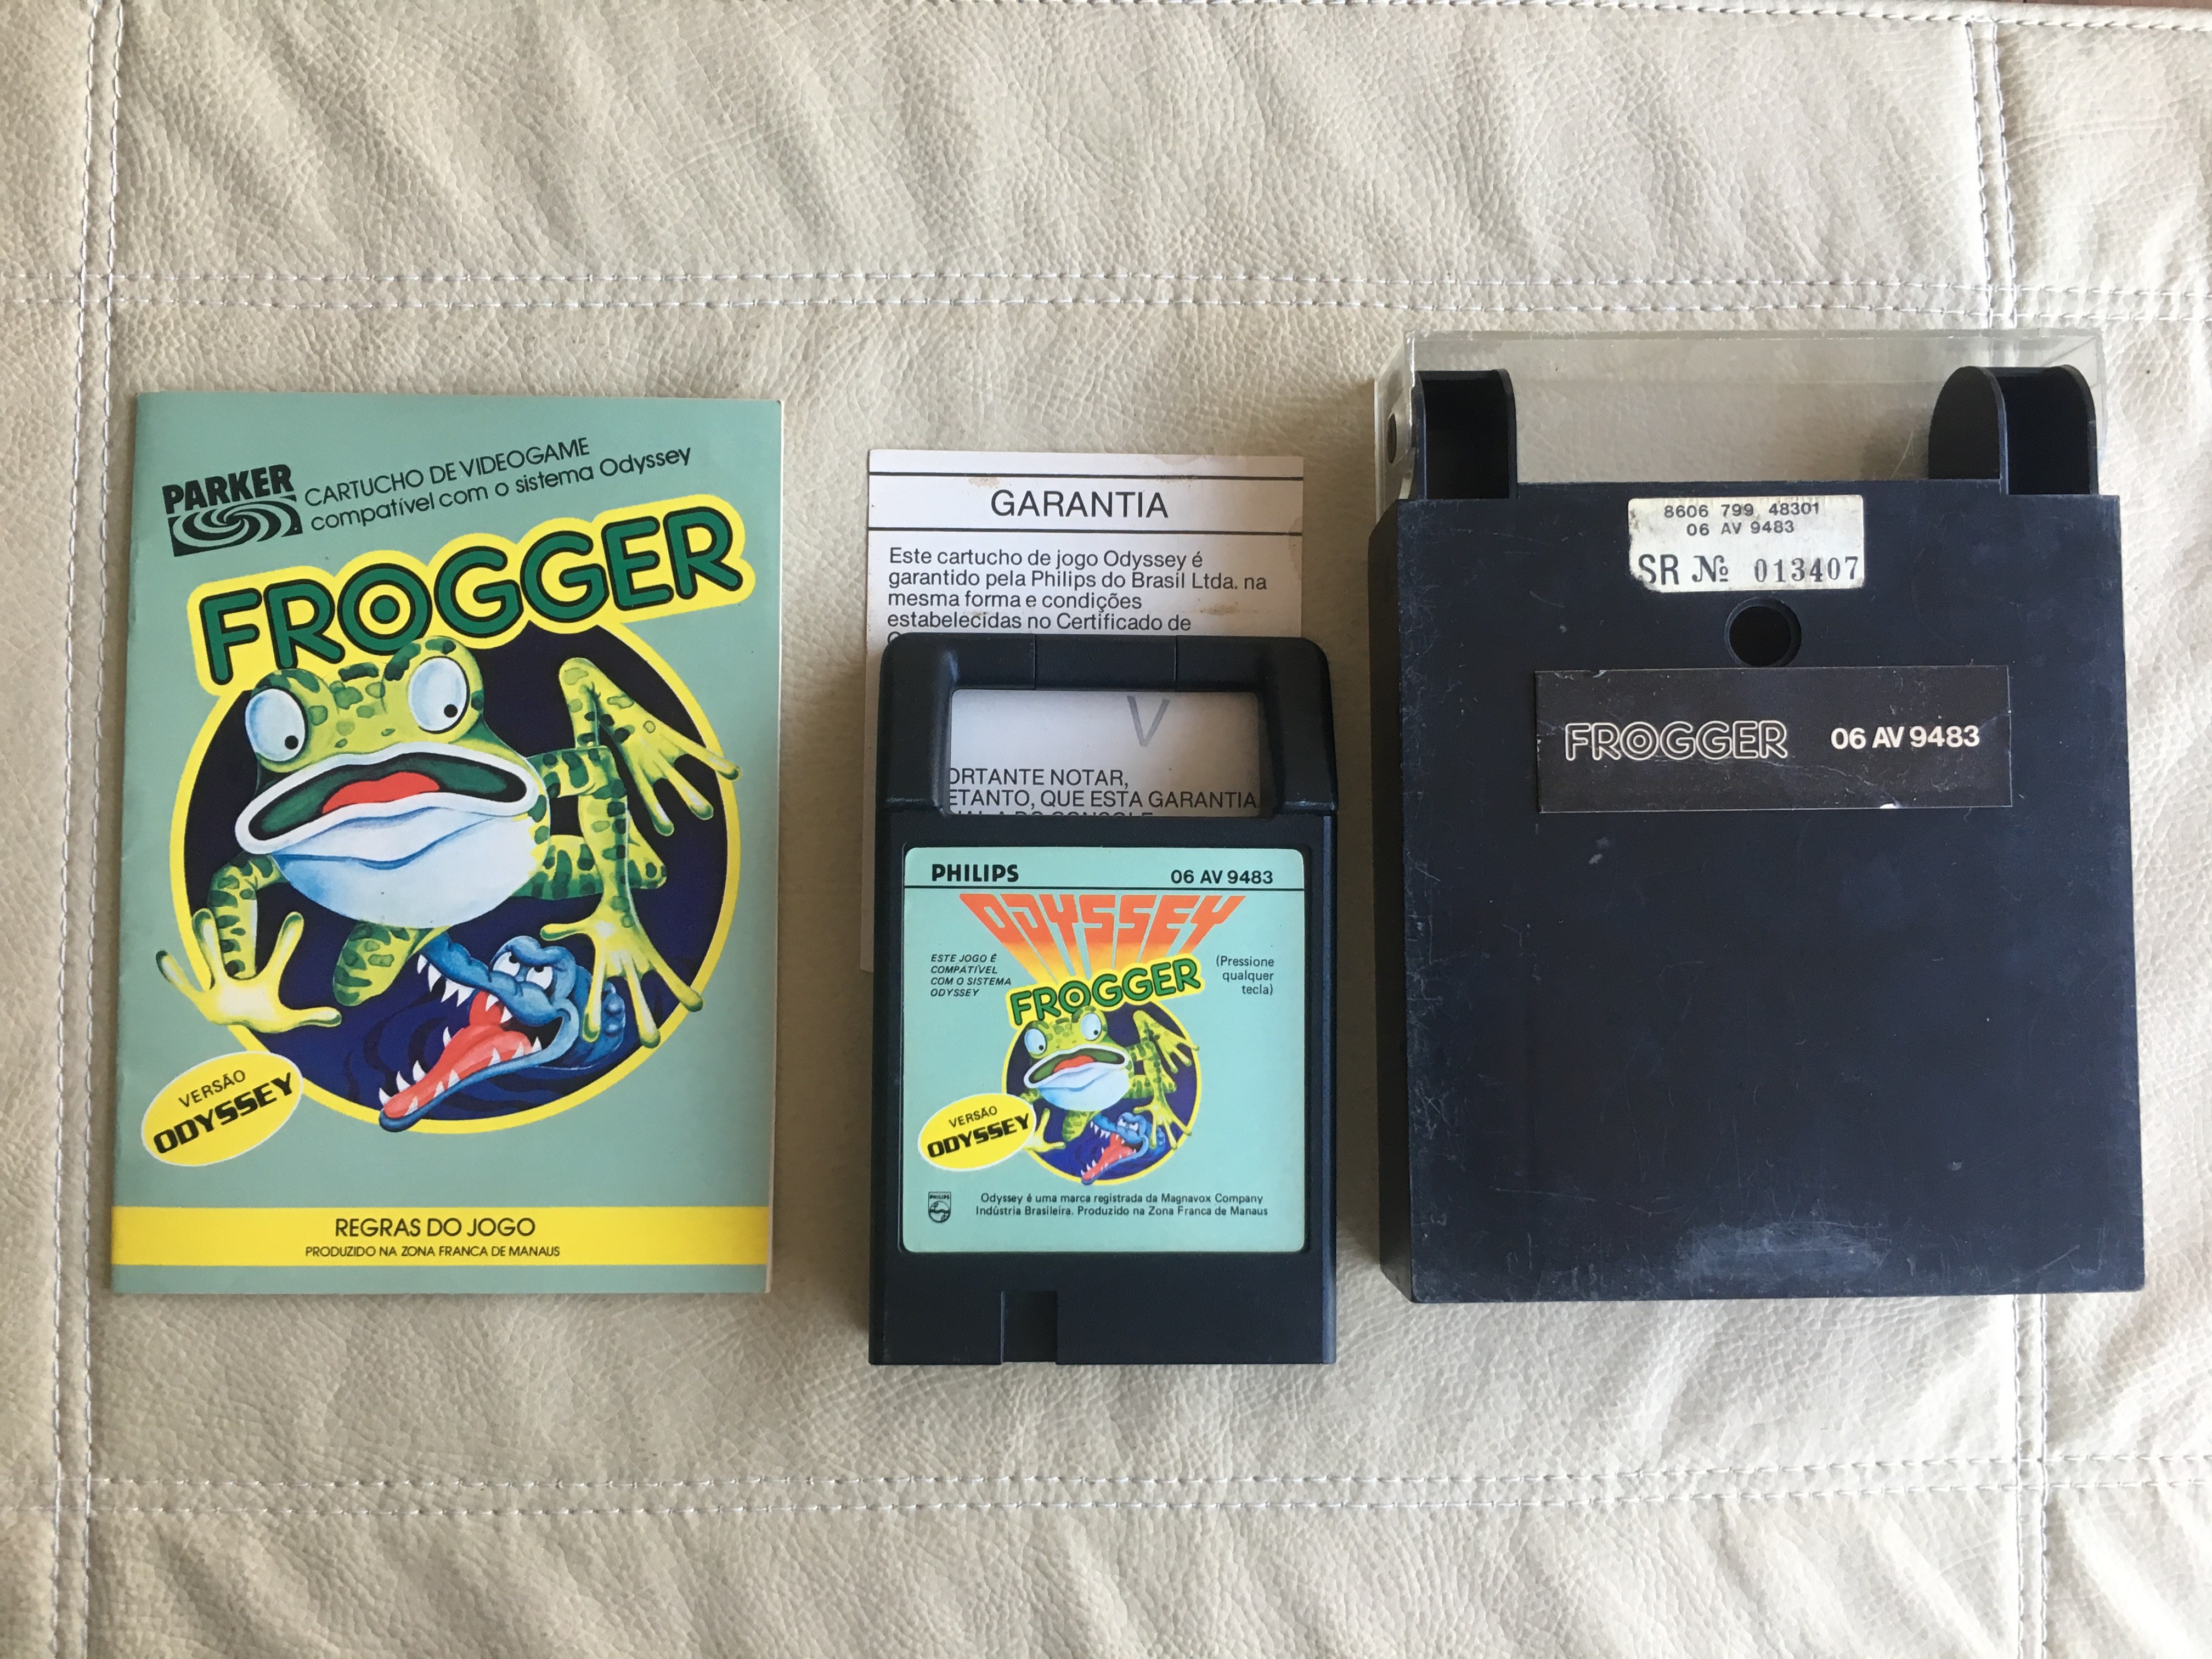 PARKER
CARTUCHO DE VIDEOGAME
compatível com o sistema Odyssey
FROGGER
VERSÃO
ODYSSEY
REGRAS DO JOGO
PRODUZIDO NA ZONA FRANCA DE MANAUS
GARANTIA
Este cartucho de jogo Odyssey é
garantido pela Philips do Brasil Ltda. na
mesma forma e condições
estabelecidas no Certificado de
V
ORTANTE NOTAR,
ETANTO, QUE ESTA GARANTIA
PHILIPS 06 AV 9483
ODYSSEY
ESTE JOGO É
COMPATÍVEL
COM O SISTEMA
ODYSSEY
(Pressione
qualquer
tecla)
FROGGER
VERSÃO
ODYSSEY
PHILIPS
Odyssey é uma marca registrada da Magnavox Company
Indústria Brasileira. Produzido na Zona Franca de Manaus
8606 799 48301
06 AV 9483
SR № 013407
FROGGER 06 AV 9483